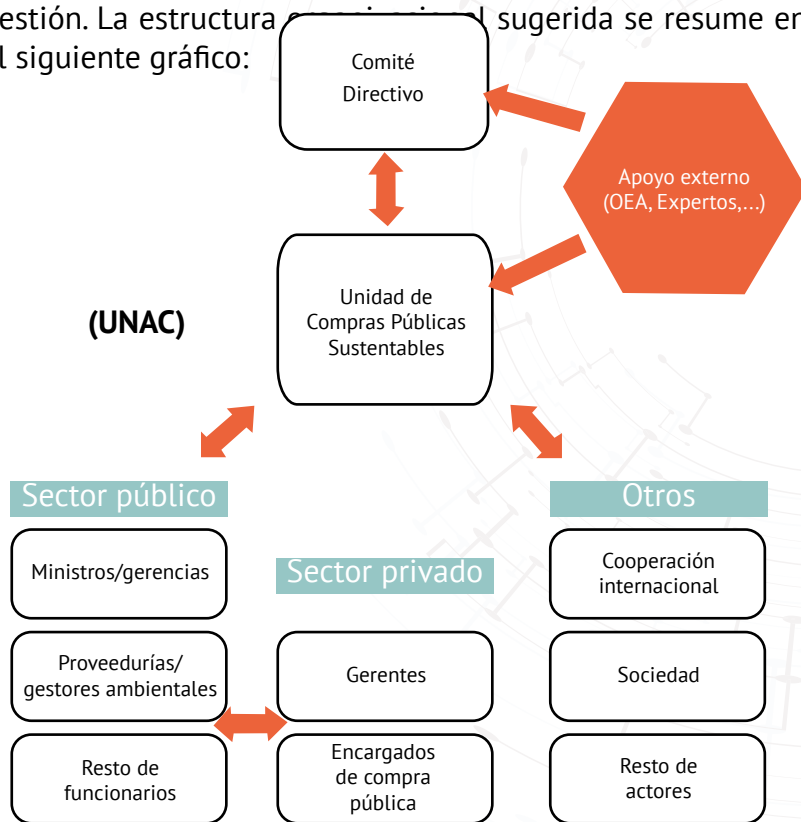 estión. La estructura sugerida se resume en
l siguiente gráfico:
Comité
Directivo
Apoyo externo
(OEA, Expertos,...)
(UNAC)
Unidad de
Compras Públicas
Sustentables
Sector público
Ministros/gerencias
Proveedurías/
gestores ambientales
Resto de
funcionarios
Sector privado
Gerentes
Encargados
de compra
pública
Otros
Cooperación
internacional
Sociedad
Resto de
actores